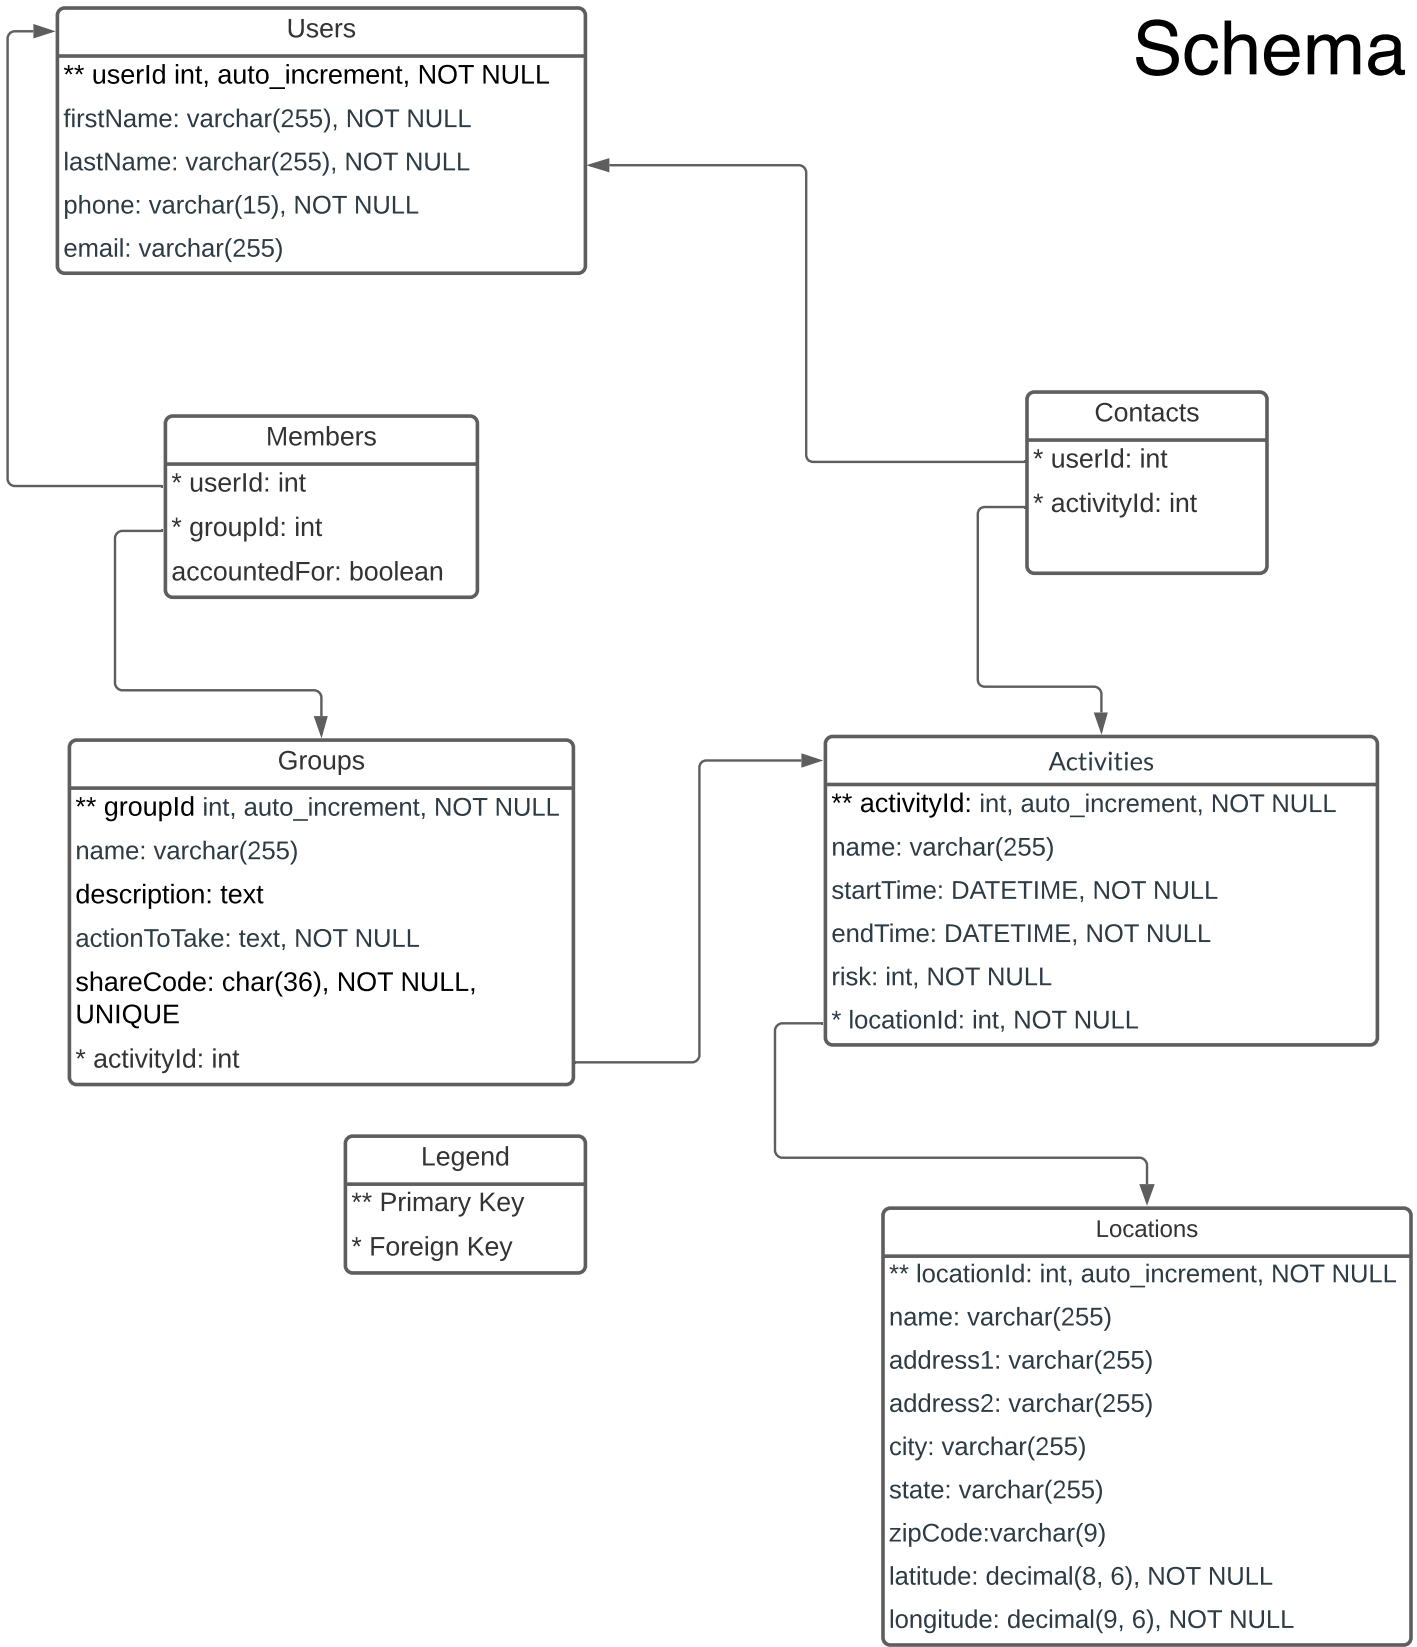 Schema
Users
** userId int, auto_increment, NOT NULL
firstName: varchar(255), NOT NULL
lastName: varchar(255), NOT NULL
phone: varchar(15), NOT NULL
email: varchar(255)
Members
* userId: int
* groupId: int
accountedFor: boolean
Contacts
* userId: int
* activityId: int
Groups
** groupId int, auto_increment, NOT NULL
name: varchar(255)
description: text
actionToTake: text, NOT NULL
shareCode: char(36), NOT NULL,
UNIQUE
* activityId: int
Activities
** activityId: int, auto_increment, NOT NULL
name: varchar(255)
startTime: DATETIME, NOT NULL
endTime: DATETIME, NOT NULL
risk: int, NOT NULL
* locationId: int, NOT NULL
Legend
** Primary Key
* Foreign Key
Locations
** locationId: int, auto_increment, NOT NULL
name: varchar(255)
address1: varchar(255)
address2: varchar(255)
city: varchar(255)
state: varchar(255)
zipCode:varchar(9)
latitude: decimal(8, 6), NOT NULL
longitude: decimal(9, 6), NOT NULL